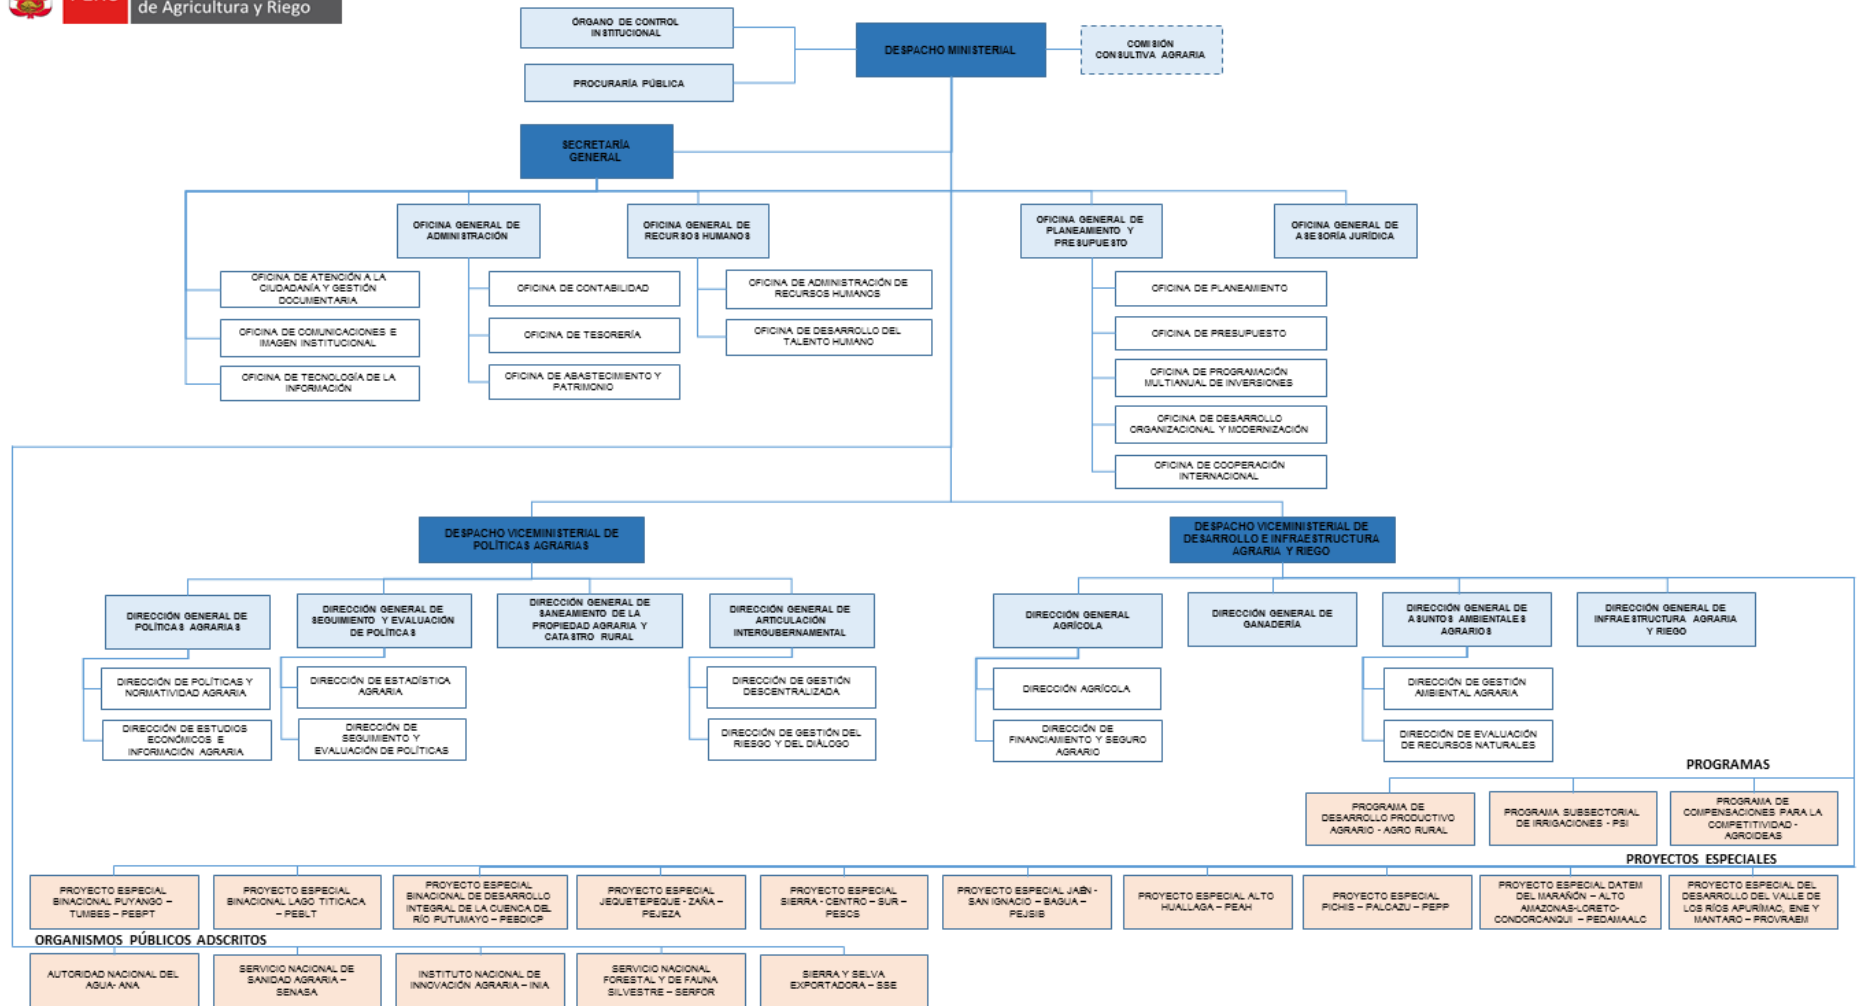 de Agricultura y Riego
ÓRGANO DE CONTROL
INSTITUCIONAL
DESPACHO MINISTERIAL
COMISIÓN
CONSULTIVA AGRARIA
PROCURARÍA PÚBLICA
SECRETARÍA
GENERAL
OFICINA GENERAL DE
ADMINISTRACIÓN
OFICINA GENERAL DE
RECURSOS HUMANOS
OFICINA GENERAL DE
PLANEAMIENTO Y
PRESUPUESTO
OFICINA GENERAL DE
ASESORÍA JURÍDICA
OFICINA DE ATENCIÓN A LA
CIUDADANÍA Y GESTIÓN
DOCUMENTARIA
OFICINA DE COMUNICACIONES E
IMAGEN INSTITUCIONAL
OFICINA DE TECNOLOGÍA DE LA
INFORMACIÓN
OFICINA DE CONTABILIDAD
OFICINA DE TESORERÍA
OFICINA DE ABASTECIMIENTO Y
PATRIMONIO
OFICINA DE ADMINISTRACIÓN DE
RECURSOS HUMANOS
OFICINA DE DESARROLLO DEL
TALENTO HUMANO
OFICINA DE PLANEAMIENTO
OFICINA DE PRESUPUESTO
OFICINA DE PROGRAMACIÓN
MULTIANUAL DE INVERSIONES
OFICINA DE DESARROLLO
ORGANIZACIONAL Y MODERNIZACIÓN
OFICINA DE COOPERACIÓN
INTERNACIONAL
DESPACHO VICEMINISTERIAL DE
POLÍTICAS AGRARIAS
DESPACHO VICEMINISTERIAL DE
DESARROLLO E INFRAESTRUCTURA
AGRARIA Y RIEGO
DIRECCIÓN GENERAL DE
POLÍTICAS AGRARIAS
DIRECCIÓN GENERAL DE
SEGUIMIENTO Y EVALUACIÓN
DE POLÍTICAS
DIRECCIÓN GENERAL DE
SANEAMIENTO DE LA
PROPIEDAD AGRARIA Y
CATASTRO RURAL
DIRECCIÓN GENERAL DE
ARTICULACIÓN
INTERGUBERNAMENTAL
DIRECCIÓN GENERAL
AGRÍCOLA
DIRECCIÓN GENERAL DE
GANADERÍA
DIRECCIÓN GENERAL DE
ASUNTOS AMBIENTALES
AGRARIOS
DIRECCIÓN GENERAL DE
INFRAESTRUCTURA AGRARIA
Y RIEGO
DIRECCIÓN DE POLÍTICAS Y
NORMATIVIDAD AGRARIA
DIRECCIÓN DE ESTUDIOS
ECONÓMICOS E
INFORMACIÓN AGRARIA
DIRECCIÓN DE ESTADÍSTICA
AGRARIA
DIRECCIÓN DE
SEGUIMIENTO Y
EVALUACIÓN DE POLÍTICAS
DIRECCIÓN DE GESTIÓN
DESCENTRALIZADA
DIRECCIÓN DE GESTIÓN DEL
RIESGO Y DEL DIÁLOGO
DIRECCIÓN AGRÍCOLA
DIRECCIÓN DE
FINANCIAMIENTO Y SEGURO
AGRARIO
DIRECCIÓN DE GESTIÓN
AMBIENTAL AGRARIA
DIRECCIÓN DE EVALUACIÓN
DE RECURSOS NATURALES
PROGRAMAS
PROGRAMA DE
DESARROLLO PRODUCTIVO
AGRARIO - AGRO RURAL
PROGRAMA SUBSECTORIAL
DE IRRIGACIONES - PSI
PROGRAMA DE
COMPENSACIONES PARA LA
COMPETITIVIDAD -
AGROIDEAS
PROYECTOS ESPECIALES
PROYECTO ESPECIAL
BINACIONAL PUYANGO –
TUMBES – PEBPT
PROYECTO ESPECIAL
BINACIONAL LAGO TITICACA
– PEBLT
PROYECTO ESPECIAL
BINACIONAL DE DESARROLLO
INTEGRAL DE LA CUENCA DEL
RÍO PUTUMAYO – PEBDICP
PROYECTO ESPECIAL
JEQUETEPEQUE - ZAÑA –
PEJEZA
PROYECTO ESPECIAL
SIERRA - CENTRO – SUR –
PESCS
PROYECTO ESPECIAL JAÉN -
SAN IGNACIO – BAGUA –
PEJSIB
PROYECTO ESPECIAL ALTO
HUALLAGA – PEAH
PROYECTO ESPECIAL
PICHIS – PALCAZU – PEPP
PROYECTO ESPECIAL DATEM
DEL MARAÑÓN – ALTO
AMAZONAS-LORETO-
CONDORCANQUI – PEDAMAALC
PROYECTO ESPECIAL DEL
DESARROLLO DEL VALLE DE
LOS RÍOS APURÍMAC, ENE Y
MANTARO – PROVRAEM
ORGANISMOS PÚBLICOS ADSCRITOS
AUTORIDAD NACIONAL DEL
AGUA- ANA
SERVICIO NACIONAL DE
SANIDAD AGRARIA –
SENASA
INSTITUTO NACIONAL DE
INNOVACIÓN AGRARIA – INIA
SERVICIO NACIONAL
FORESTAL Y DE FAUNA
SILVESTRE – SERFOR
SIERRA Y SELVA
EXPORTADORA – SSE